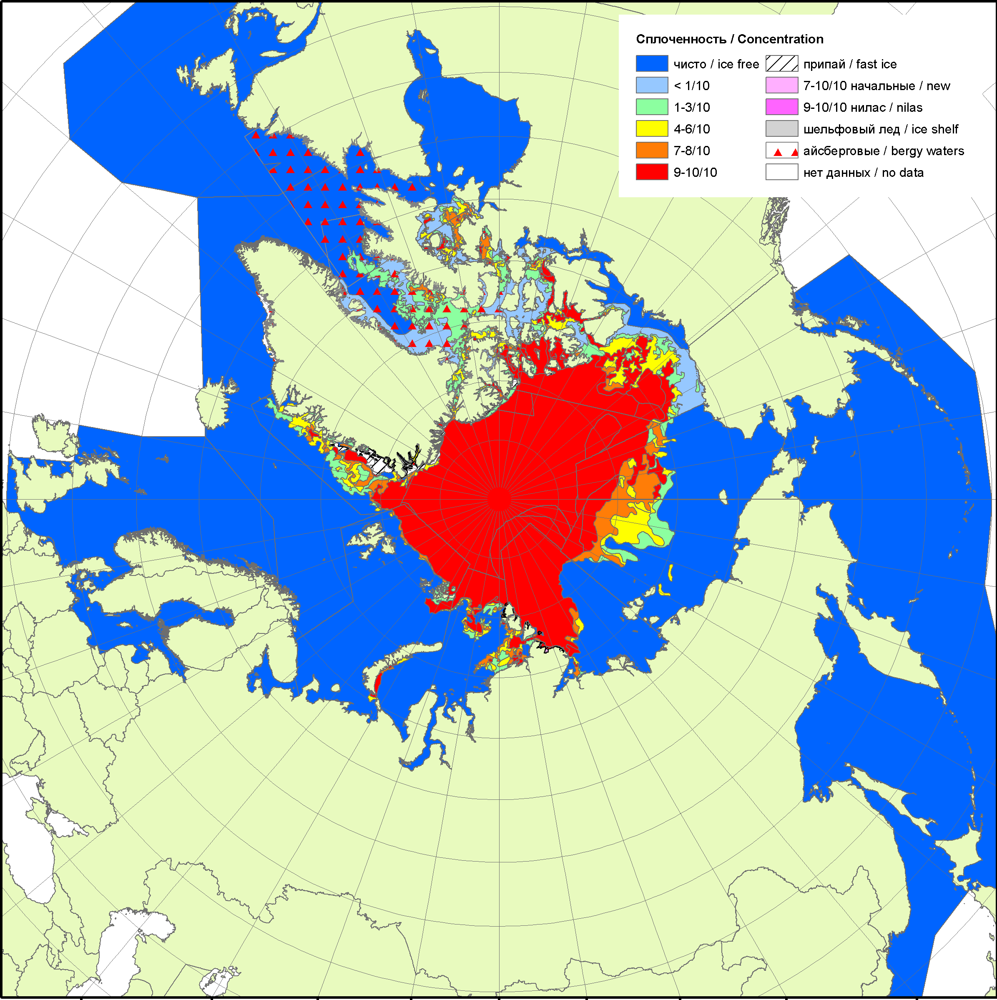 Сплоченность / Concentration
чисто / ice free
< 1/10
1-3/10
4-6/10
7-8/10
9-10/10
припай / fast ice
7-10/10 начальные / new
9-10/10 нилас / nilas
шельфовый лед / ice shelf
айсберговые / bergy waters
нет данных / no data